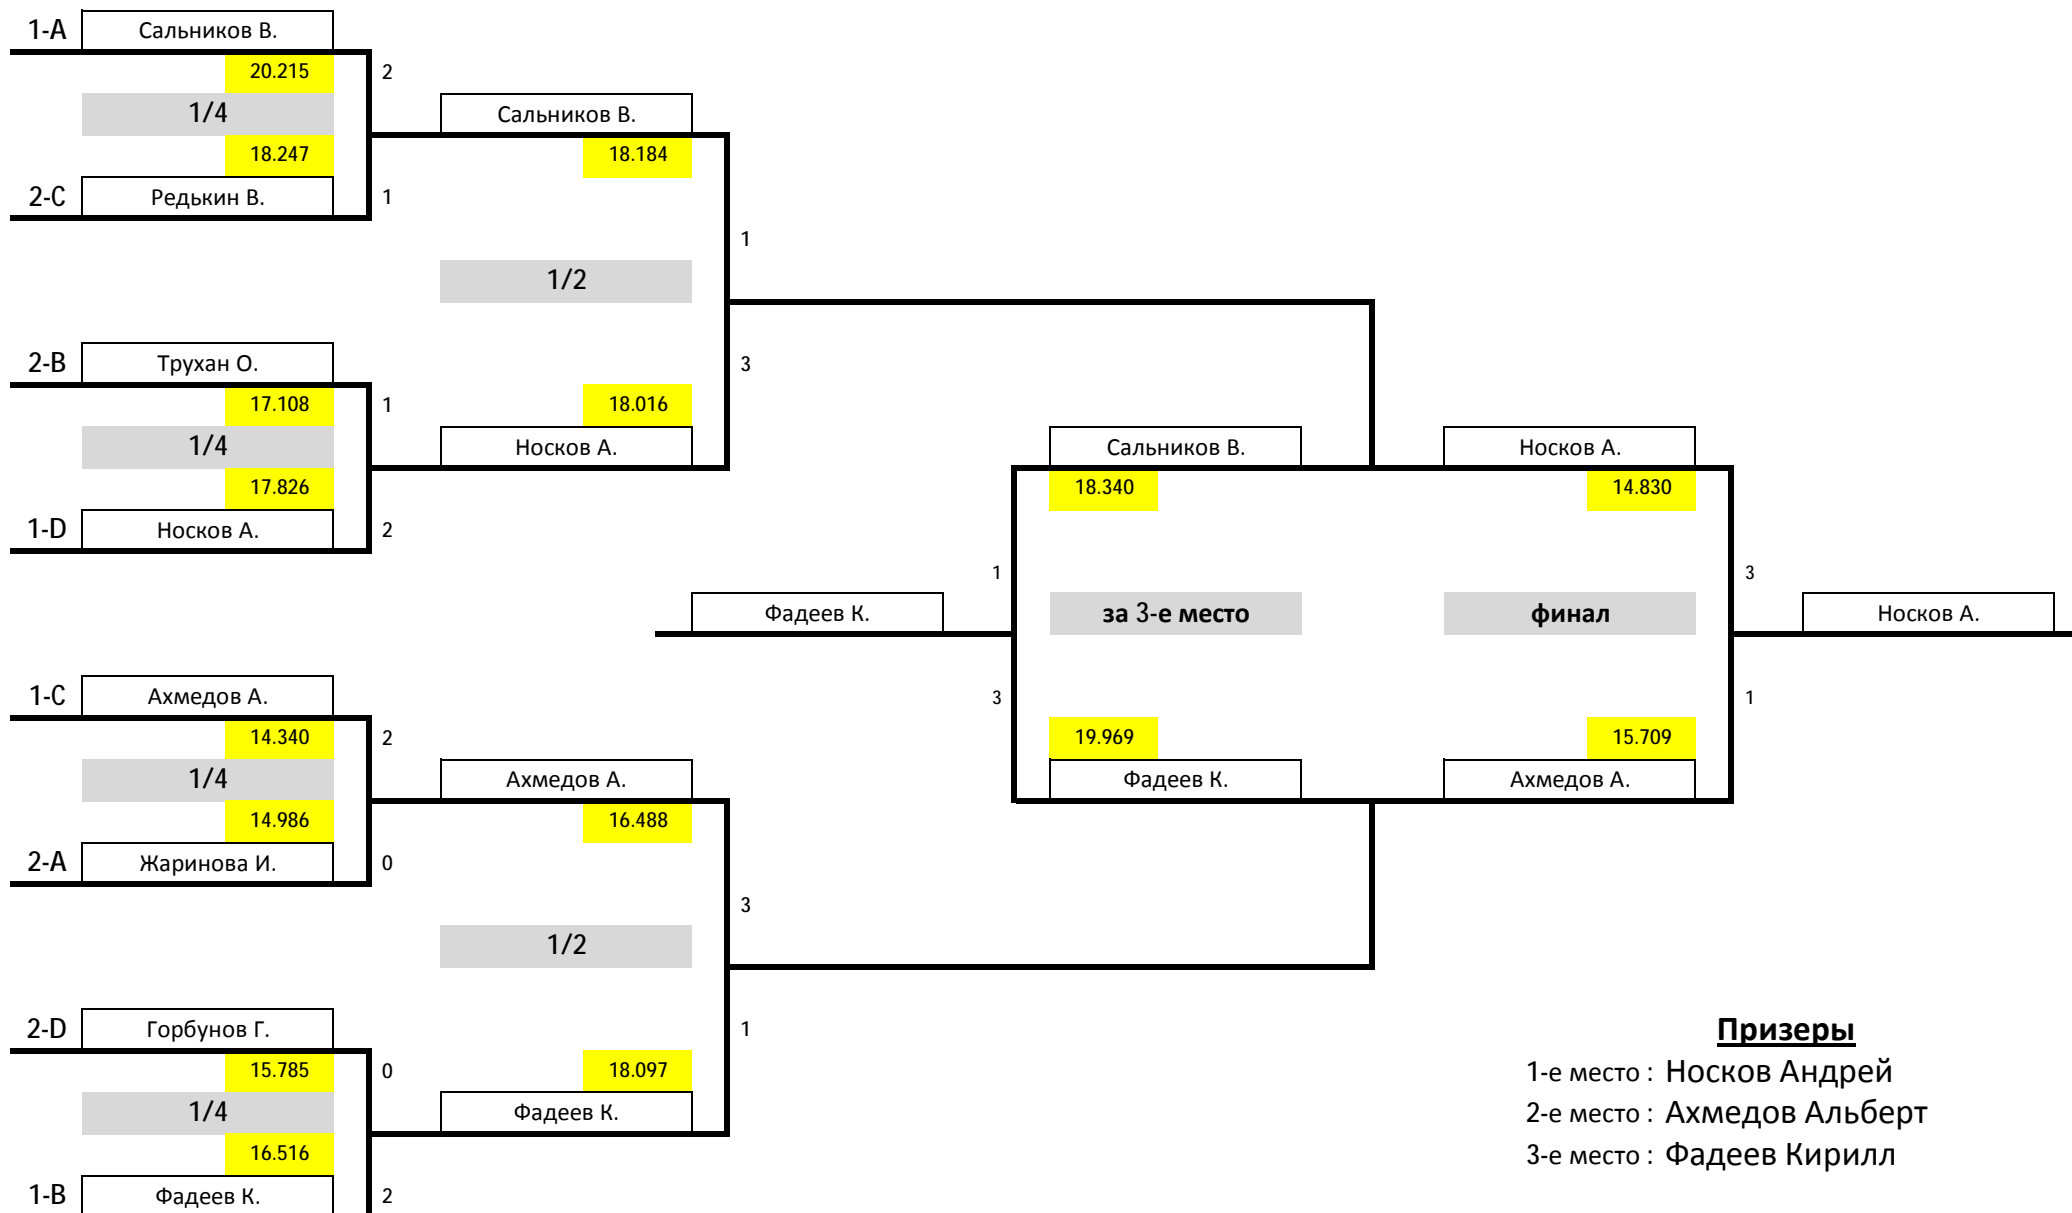 1-A Сальников В.
20.215 2
1/4 Сальников В.
18.247 18.184
2-C Редькин В. 1
1
1/2
2-B Трухан О. 3
17.108 1 18.016
1/4 Носков А. Сальников В. Носков А.
17.826 18.340 14.830
1-D Носков А. 2
1 3
Фадеев К. за 3-е место финал Носков А.
1-C Ахмедов А. 3 1
14.340 2 19.969 15.709
1/4 Ахмедов А. Фадеев К. Ахмедов А.
14.986 16.488
2-A Жаринова И. 0
3
1/2
2-D Горбунов Г. 1 Призеры
15.785 0 18.097 1-е место : Носков Андрей
1/4 Фадеев К. 2-е место : Ахмедов Альберт
16.516 3-е место : Фадеев Кирилл
1-B Фадеев К. 2